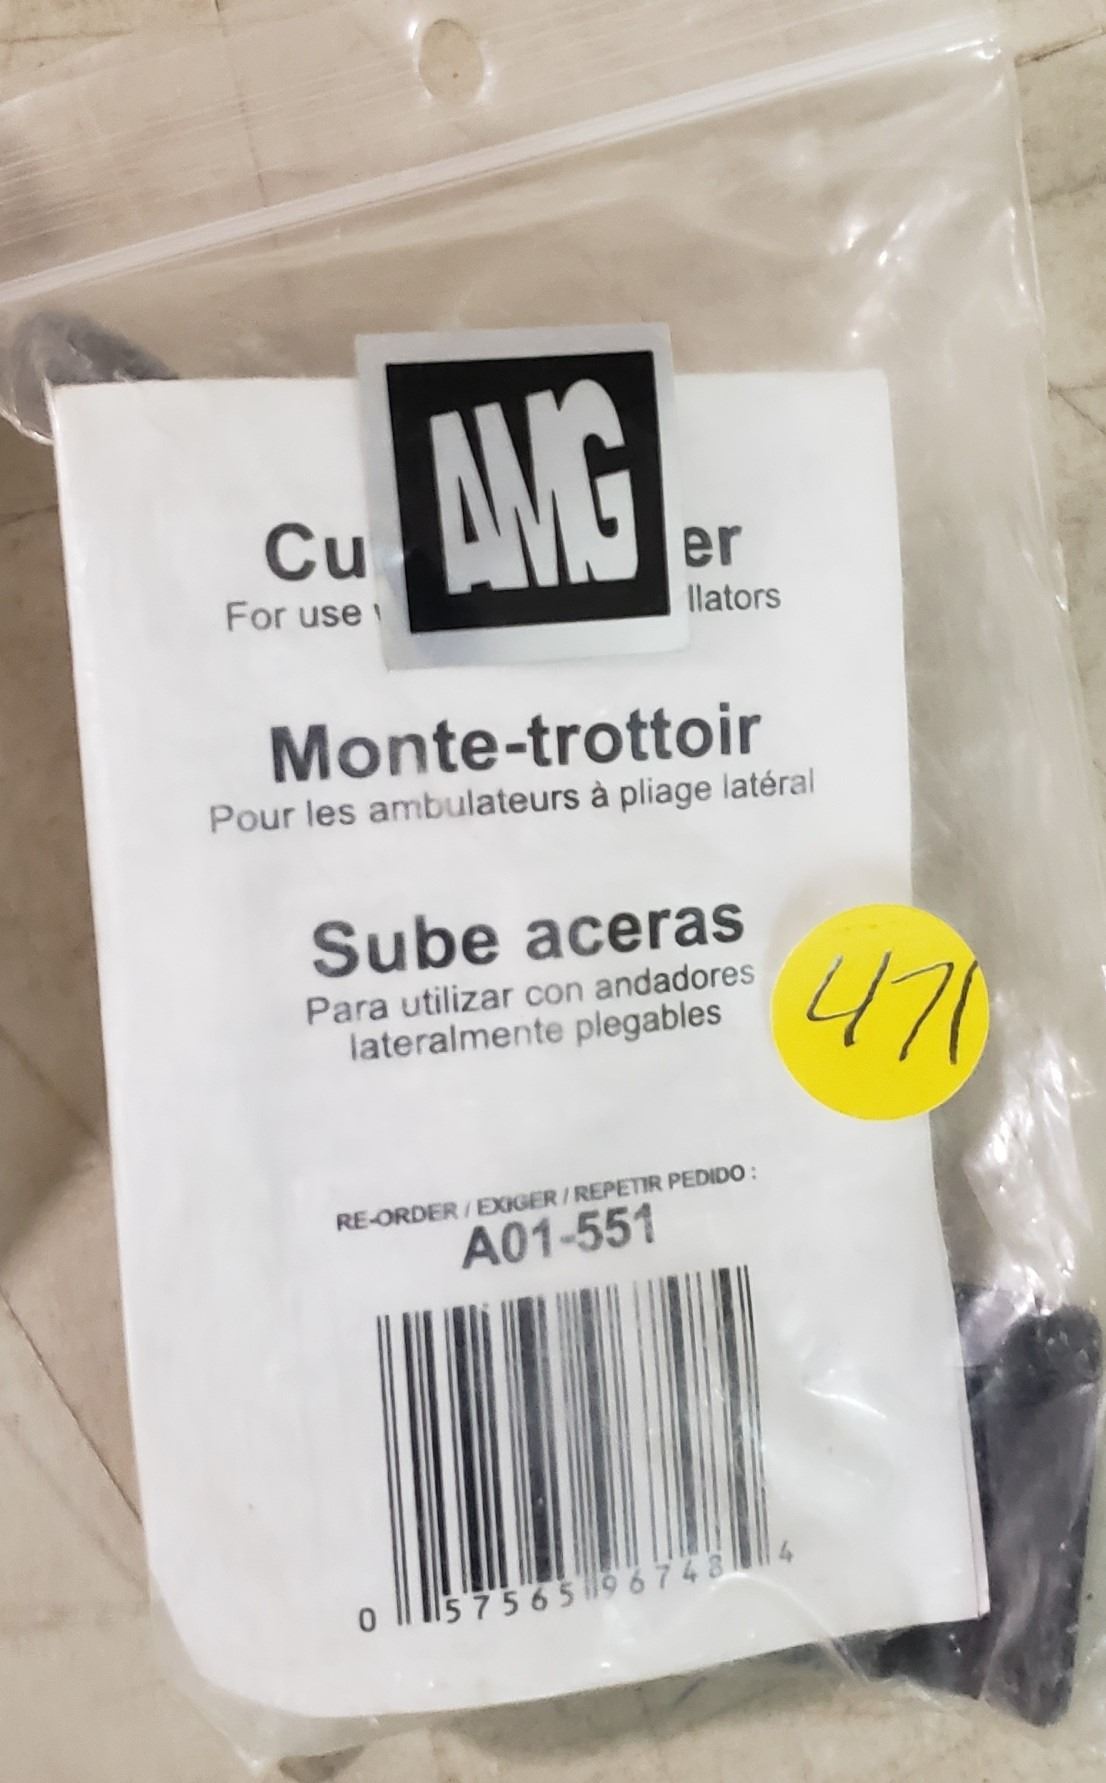 AMG
Cu er
For use llators
Monte-trottoir
Pour les ambulateurs à pliage latéral
Sube aceras
Para utilizar con andadores
lateralmente plegables
471
RE-ORDER / EXIGER / REPETIR PEDIDO :
A01-551
0 57565 96748 4